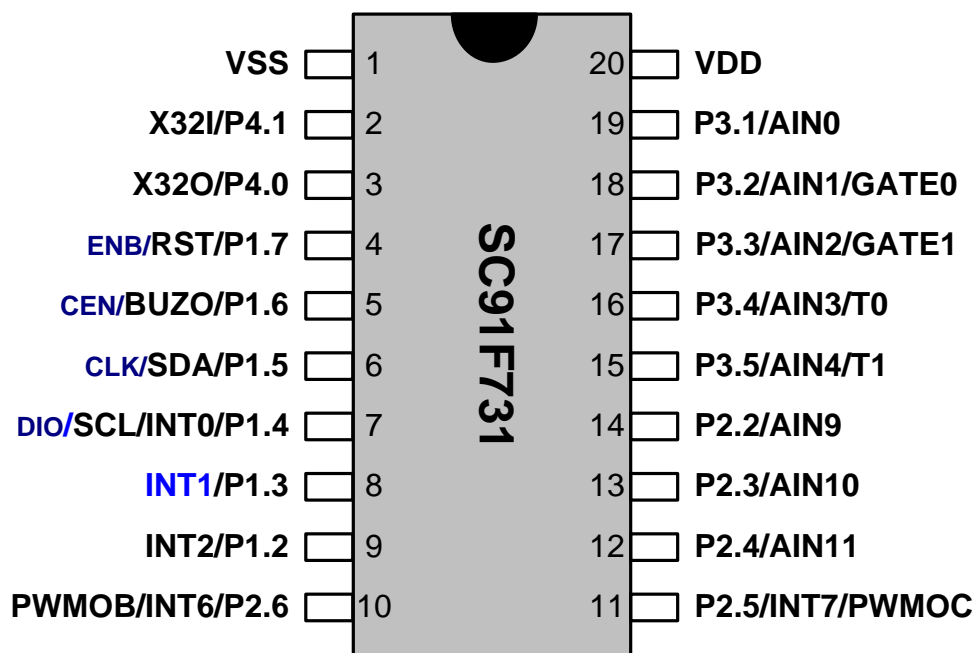 VSS 1 20 VDD
X32I/P4.1 2 19 P3.1/AIN0
X32O/P4.0 3 18 P3.2/AIN1/GATE0
ENB/RST/P1.7 4 17 P3.3/AIN2/GATE1
CEN/BUZO/P1.6 5 16 P3.4/AIN3/T0
CLK/SDA/P1.5 6 15 P3.5/AIN4/T1
DIO/SCL/INT0/P1.4 7 14 P2.2/AIN9
INT1/P1.3 8 13 P2.3/AIN10
INT2/P1.2 9 12 P2.4/AIN11
PWMOB/INT6/P2.6 10 11 P2.5/INT7/PWMOC
SC91F731